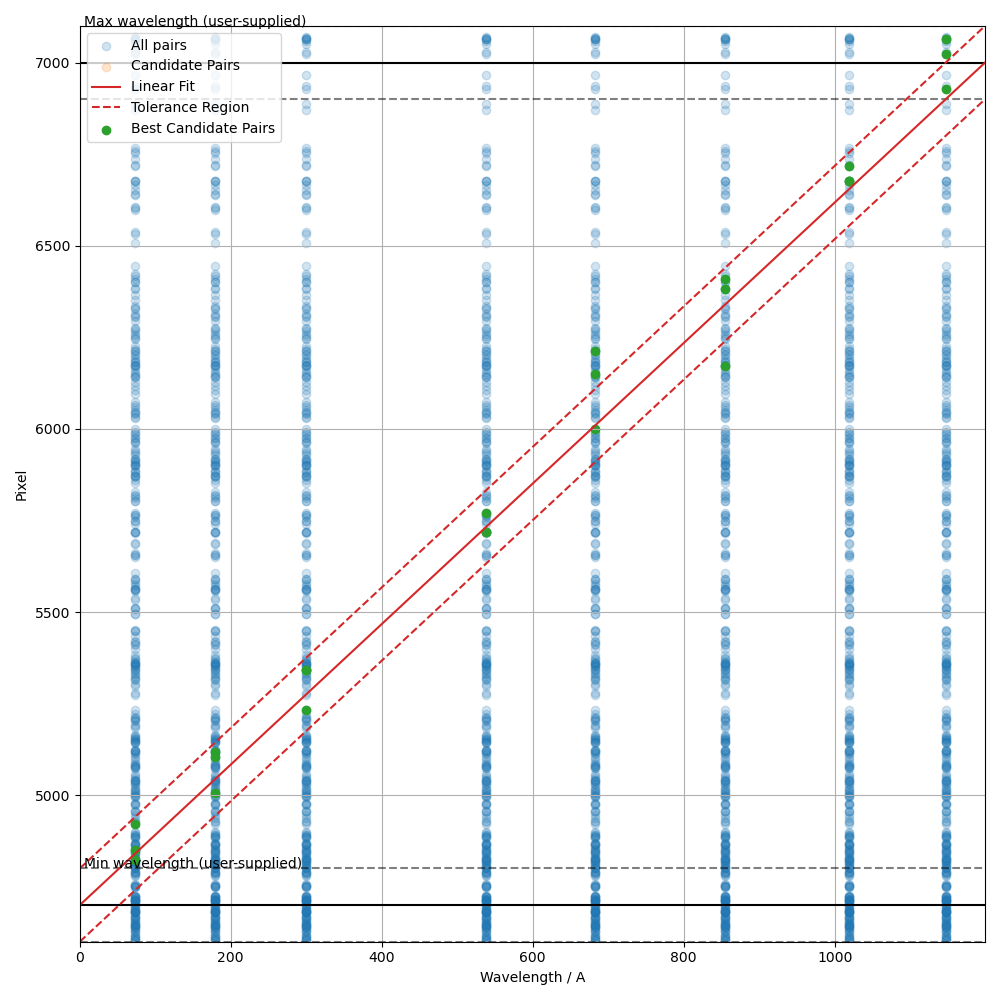 Max wavelength (user-supplied)
All pairs
Candidate Pairs
Linear Fit
Tolerance Region
Best Candidate Pairs
7000
6500
6000
5500
5000
Min wavelength (user-supplied)
Pixel
0
200
400
600
800
1000
Wavelength / A